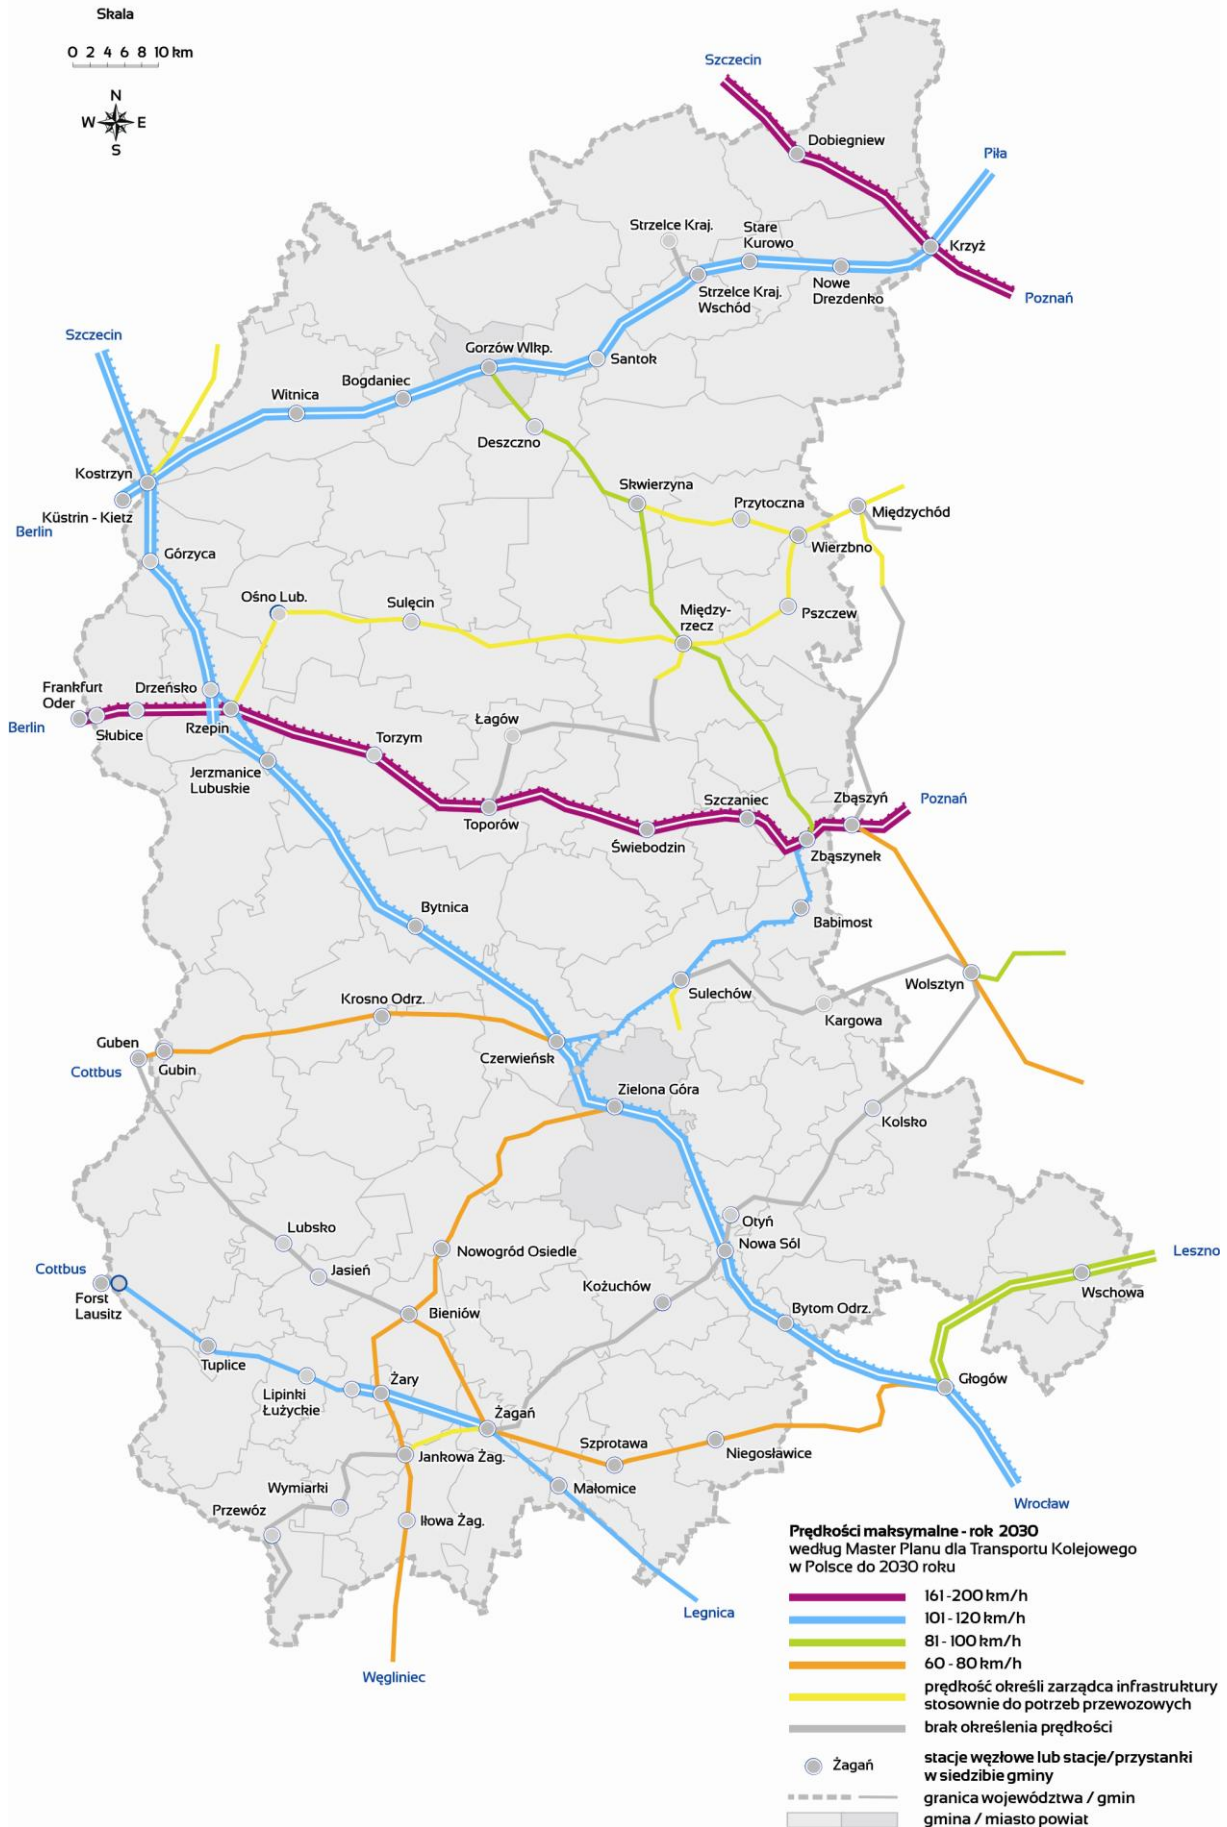 Skala
0 2 4 6 8 10 km
N
W E
S
Szczecin
Dobiegniew
Piła
Strzelce Kraj.
Stare
Kurowo
Krzyż
Strzelce Kraj.
Wschód
Nowe
Drezdenko
Poznań
Szczecin
Gorzów Wlkp.
Santok
Bogdaniec
Witnica
Deszczno
Kostrzyn
Skwierzyna
Przytoczna
Międzychód
Küstrin - Kietz
Berlin
Wierzbno
Górzyca
Ośno Lub.
Sulęcin
Między-
rzecz
Pszczew
Frankfurt
Oder
Drzeńsko
Berlin
Słubice
Rzepin
Łagów
Torzym
Jerzmanice
Lubuskie
Toporów
Szczaniec
Zbąszyń
Poznań
Świebodzin
Zbąszynek
Bytnica
Babimost
Sulechów
Wolsztyn
Krosno Odrz.
Kargowa
Guben
Cottbus
Gubin
Czerwieńsk
Zielona Góra
Kolsko
Otyń
Lubsko
Nowogród Osiedle
Nowa Sól
Leszno
Cottbus
Jasień
Kożuchów
Wschowa
Forst
Lausitz
Bieniów
Bytom Odrz.
Tuplice
Lipinki
Łużyckie
Żary
Głogów
Żagań
Szprotawa
Niegosławice
Jankowa Żag.
Wymiarki
Małomice
Przewóz
Iłowa Żag.
Wrocław
Legnica
Węgliniec
Prędkości maksymalne - rok 2030
według Master Planu dla Transportu Kolejowego
w Polsce do 2030 roku
161 - 200 km/h
101 - 120 km/h
81 - 100 km/h
60 - 80 km/h
prędkość określi zarządca infrastruktury
stosownie do potrzeb przewozowych
brak określenia prędkości
Żagań
stacje węzłowe lub stacje/przystanki
w siedzibie gminy
granica województwa / gmin
gmina / miasto powiat